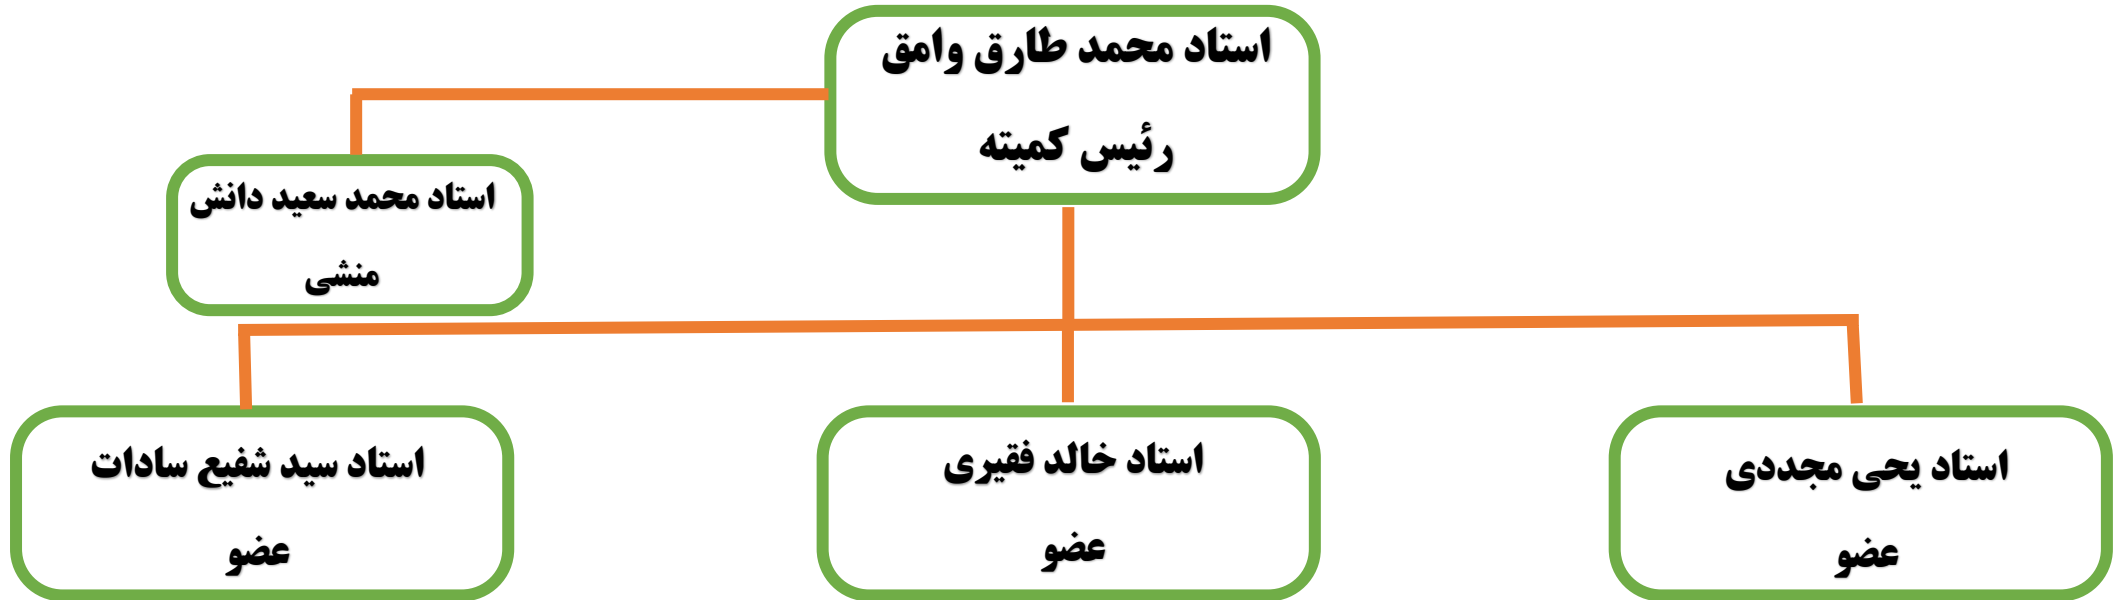 استاد محمد طارق وامق
رئیس کمیته
استاد محمد سعید دانش
منشی
استاد یحی مجددی
عضو
استاد خالد فقیری
عضو
استاد سید شفیع سادات
عضو